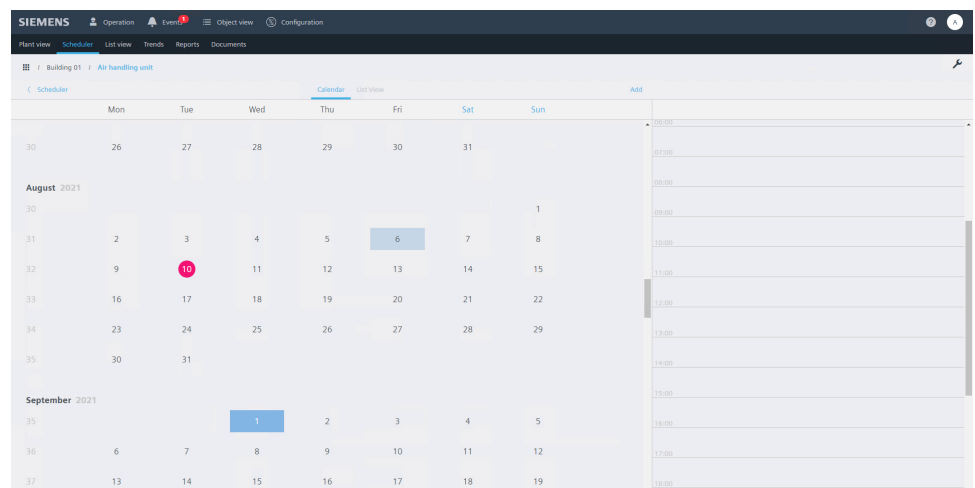 SIEMENS Operation Events 1 Object view Configuration ? A
Plant view Scheduler List view Trends Reports Documents
/ Building 01 / Air handling unit
Scheduler Calendar List View Add
Mon Tue Wed Thu Fri Sat Sun
06:00
30 26 27 28 29 30 31
07:00
August 2021
08:00
30 1
09:00
31 2 3 4 5 6 7 8
10:00
32 9 10 11 12 13 14 15
11:00
33 16 17 18 19 20 21 22
12:00
34 23 24 25 26 27 28 29
13:00
35 30 31
14:00
September 2021
15:00
35 1 2 3 4 5
16:00
36 6 7 8 9 10 11 12
17:00
37 13 14 15 16 17 18 19
18:00